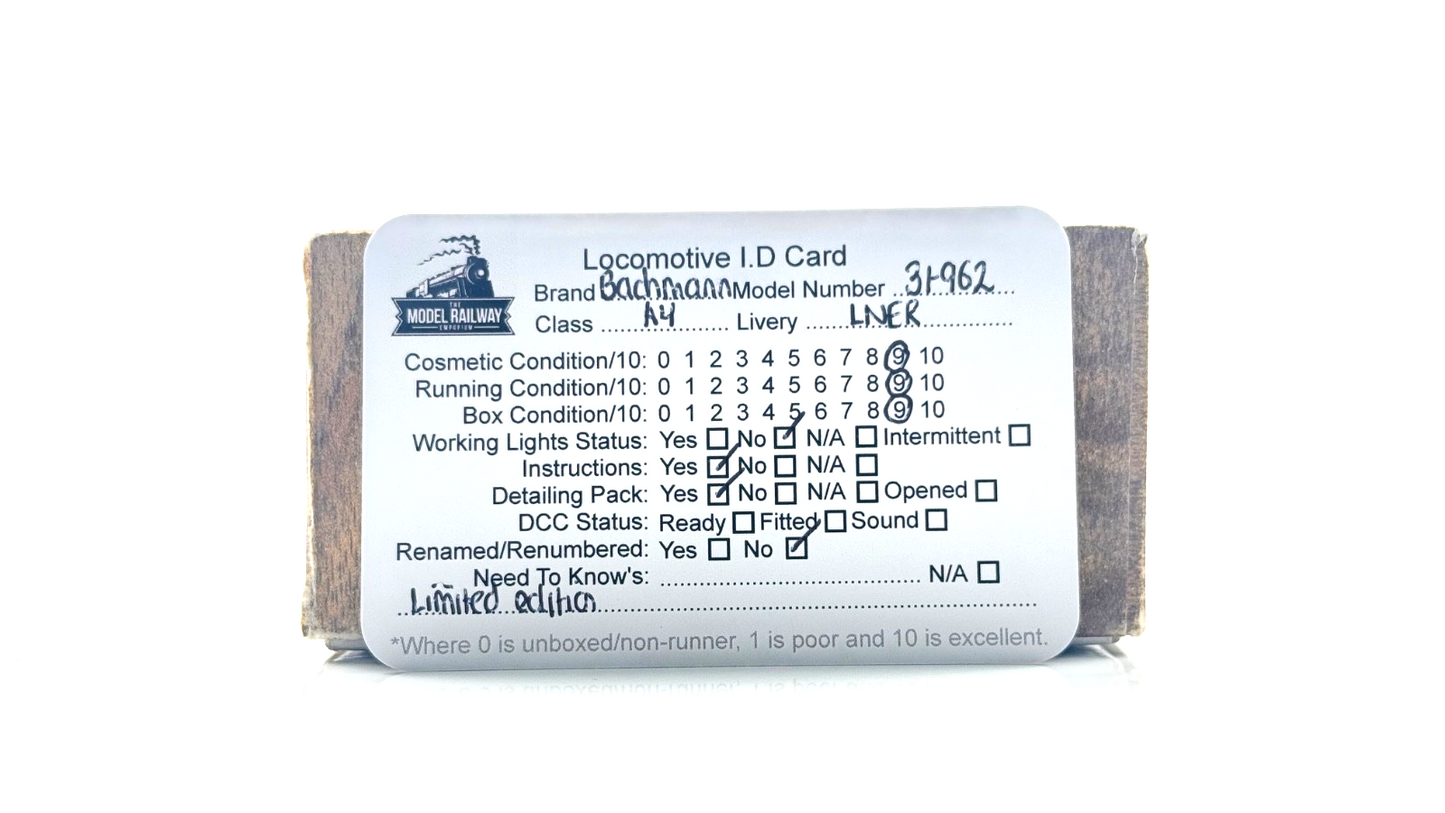 Locomotive I.D Card
THE
MODEL RAILWAY
EMPORIUM
Brand Bachmann Model Number ..31-962......
Class .......A4....... Livery .......LNER...............
Cosmetic Condition/10: 0 1 2 3 4 5 6 7 8 9 10
Running Condition/10: 0 1 2 3 4 5 6 7 8 9 10
Box Condition/10: 0 1 2 3 4 5 6 7 8 9 10
Working Lights Status: Yes ☐ No ☑ N/A ☐ Intermittent ☐
Instructions: Yes ☑ No ☐ N/A ☐
Detailing Pack: Yes ☑ No ☐ N/A ☐ Opened ☐
DCC Status: Ready ☐ Fitted ☐ Sound ☐
Renamed/Renumbered: Yes ☐ No ☑
Need To Know's: ........................................ N/A ☐
..Limited edition..................................................
*Where 0 is unboxed/non-runner, 1 is poor and 10 is excellent.